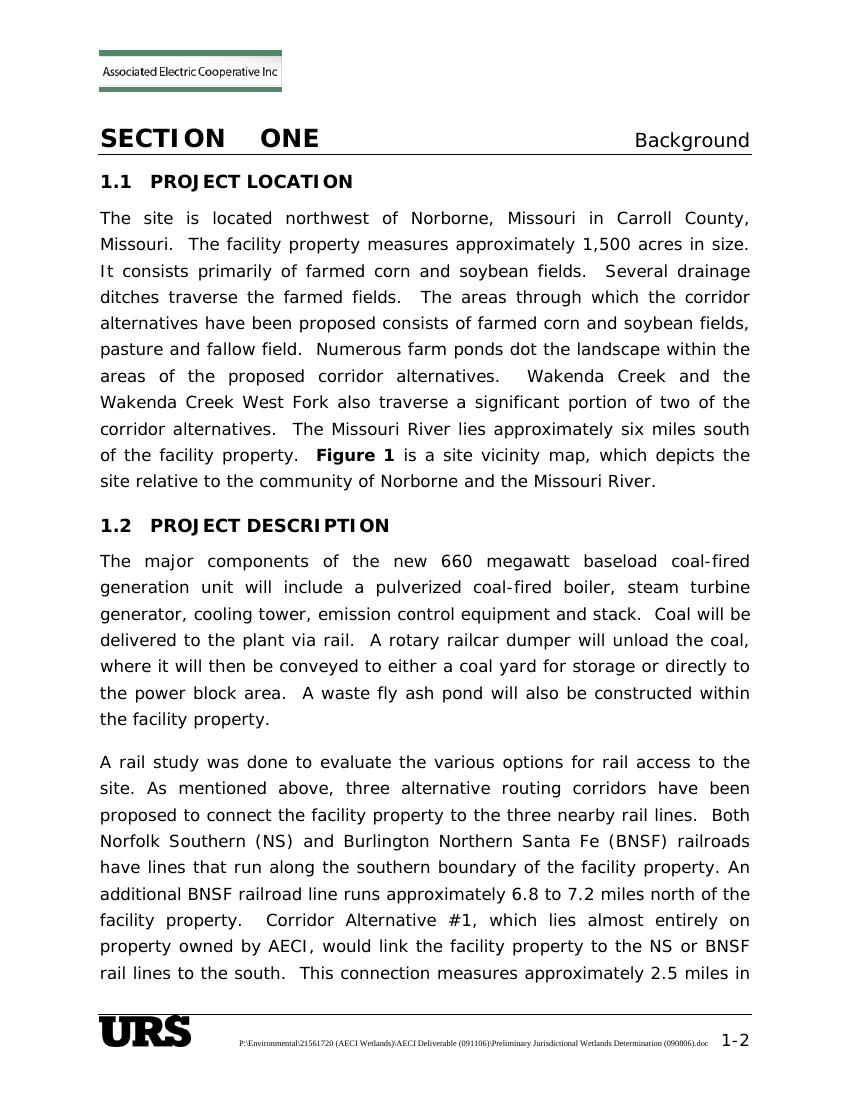 Associated Electric Cooperative Inc
SECTION ONE Background
1.1 PROJECT LOCATION
The site is located northwest of Norborne, Missouri in Carroll County,
Missouri. The facility property measures approximately 1,500 acres in size.
It consists primarily of farmed corn and soybean fields. Several drainage
ditches traverse the farmed fields. The areas through which the corridor
alternatives have been proposed consists of farmed corn and soybean fields,
pasture and fallow field. Numerous farm ponds dot the landscape within the
areas of the proposed corridor alternatives. Wakenda Creek and the
Wakenda Creek West Fork also traverse a significant portion of two of the
corridor alternatives. The Missouri River lies approximately six miles south
of the facility property. Figure 1 is a site vicinity map, which depicts the
site relative to the community of Norborne and the Missouri River.
1.2 PROJECT DESCRIPTION
The major components of the new 660 megawatt baseload coal-fired
generation unit will include a pulverized coal-fired boiler, steam turbine
generator, cooling tower, emission control equipment and stack. Coal will be
delivered to the plant via rail. A rotary railcar dumper will unload the coal,
where it will then be conveyed to either a coal yard for storage or directly to
the power block area. A waste fly ash pond will also be constructed within
the facility property.
A rail study was done to evaluate the various options for rail access to the
site. As mentioned above, three alternative routing corridors have been
proposed to connect the facility property to the three nearby rail lines. Both
Norfolk Southern (NS) and Burlington Northern Santa Fe (BNSF) railroads
have lines that run along the southern boundary of the facility property. An
additional BNSF railroad line runs approximately 6.8 to 7.2 miles north of the
facility property. Corridor Alternative #1, which lies almost entirely on
property owned by AECI, would link the facility property to the NS or BNSF
rail lines to the south. This connection measures approximately 2.5 miles in
URS P:\Environmental\21561720 (AECI Wetlands)\AECI Deliverable (091106)\Preliminary Jurisdictional Wetlands Determination (090806).doc 1-2